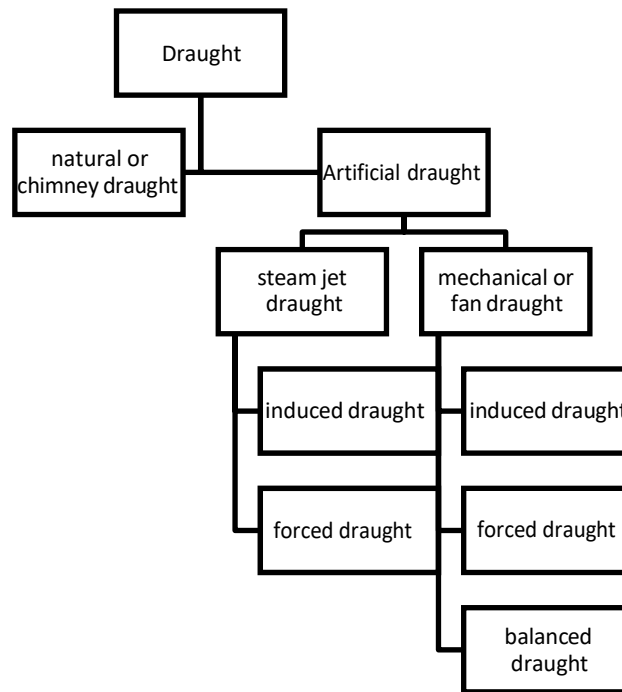 Draught
natural or
chimney draught
Artificial draught
steam jet
draught
mechanical or
fan draught
induced draught
induced draught
forced draught
forced draught
balanced
draught